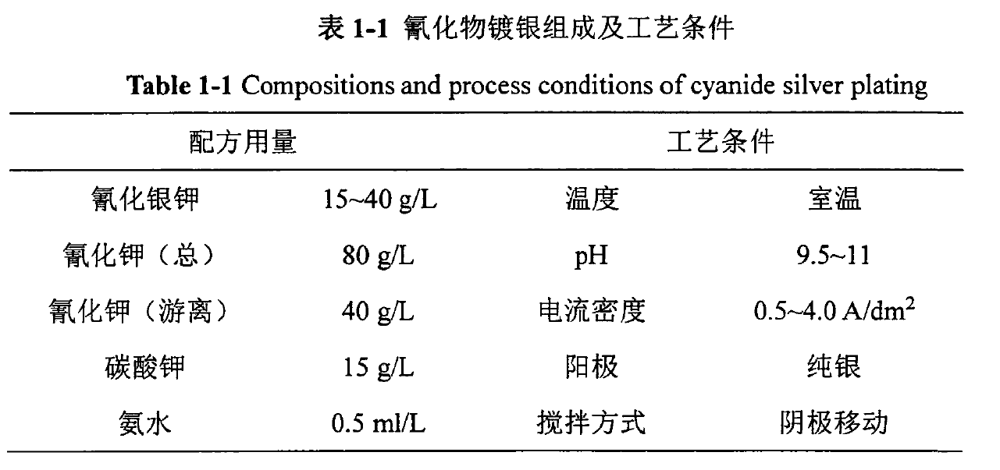 表 1-1 氰化物镀银组成及工艺条件
Table 1-1 Compositions and process conditions of cyanide silver plating
配方用量 工艺条件
氰化银钾 15~40 g/L 温度 室温
氰化钾（总） 80 g/L pH 9.5~11
氰化钾（游离） 40 g/L 电流密度 0.5~4.0 A/dm²
碳酸钾 15 g/L 阳极 纯银
氨水 0.5 ml/L 搅拌方式 阴极移动